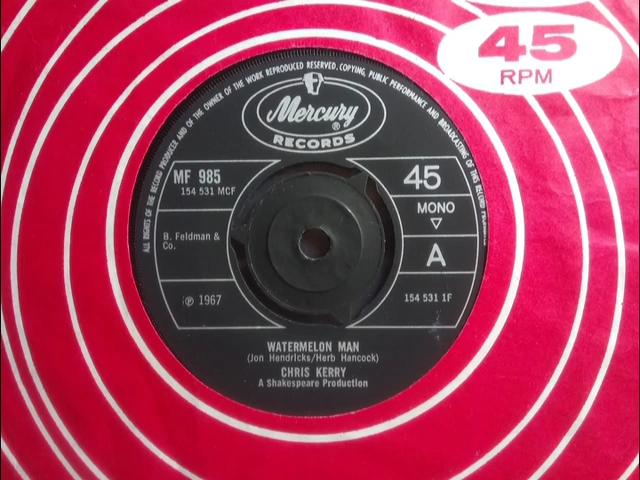 45
RPM
ALL RIGHTS OF THE RECORD PRODUCER AND OF THE OWNER OF THE WORK REPRODUCED RESERVED. COPYING, PUBLIC PERFORMANCE AND BROADCASTING OF THIS RECORD
Mercury
®
RECORDS
MF 985
154 531 MCF
45
MONO
B. Feldman &
Co.
A
℗ 1967
154 531 1F
WATERMELON MAN
(Jon Hendricks/Herb Hancock)
CHRIS KERRY
A Shakespeare Production